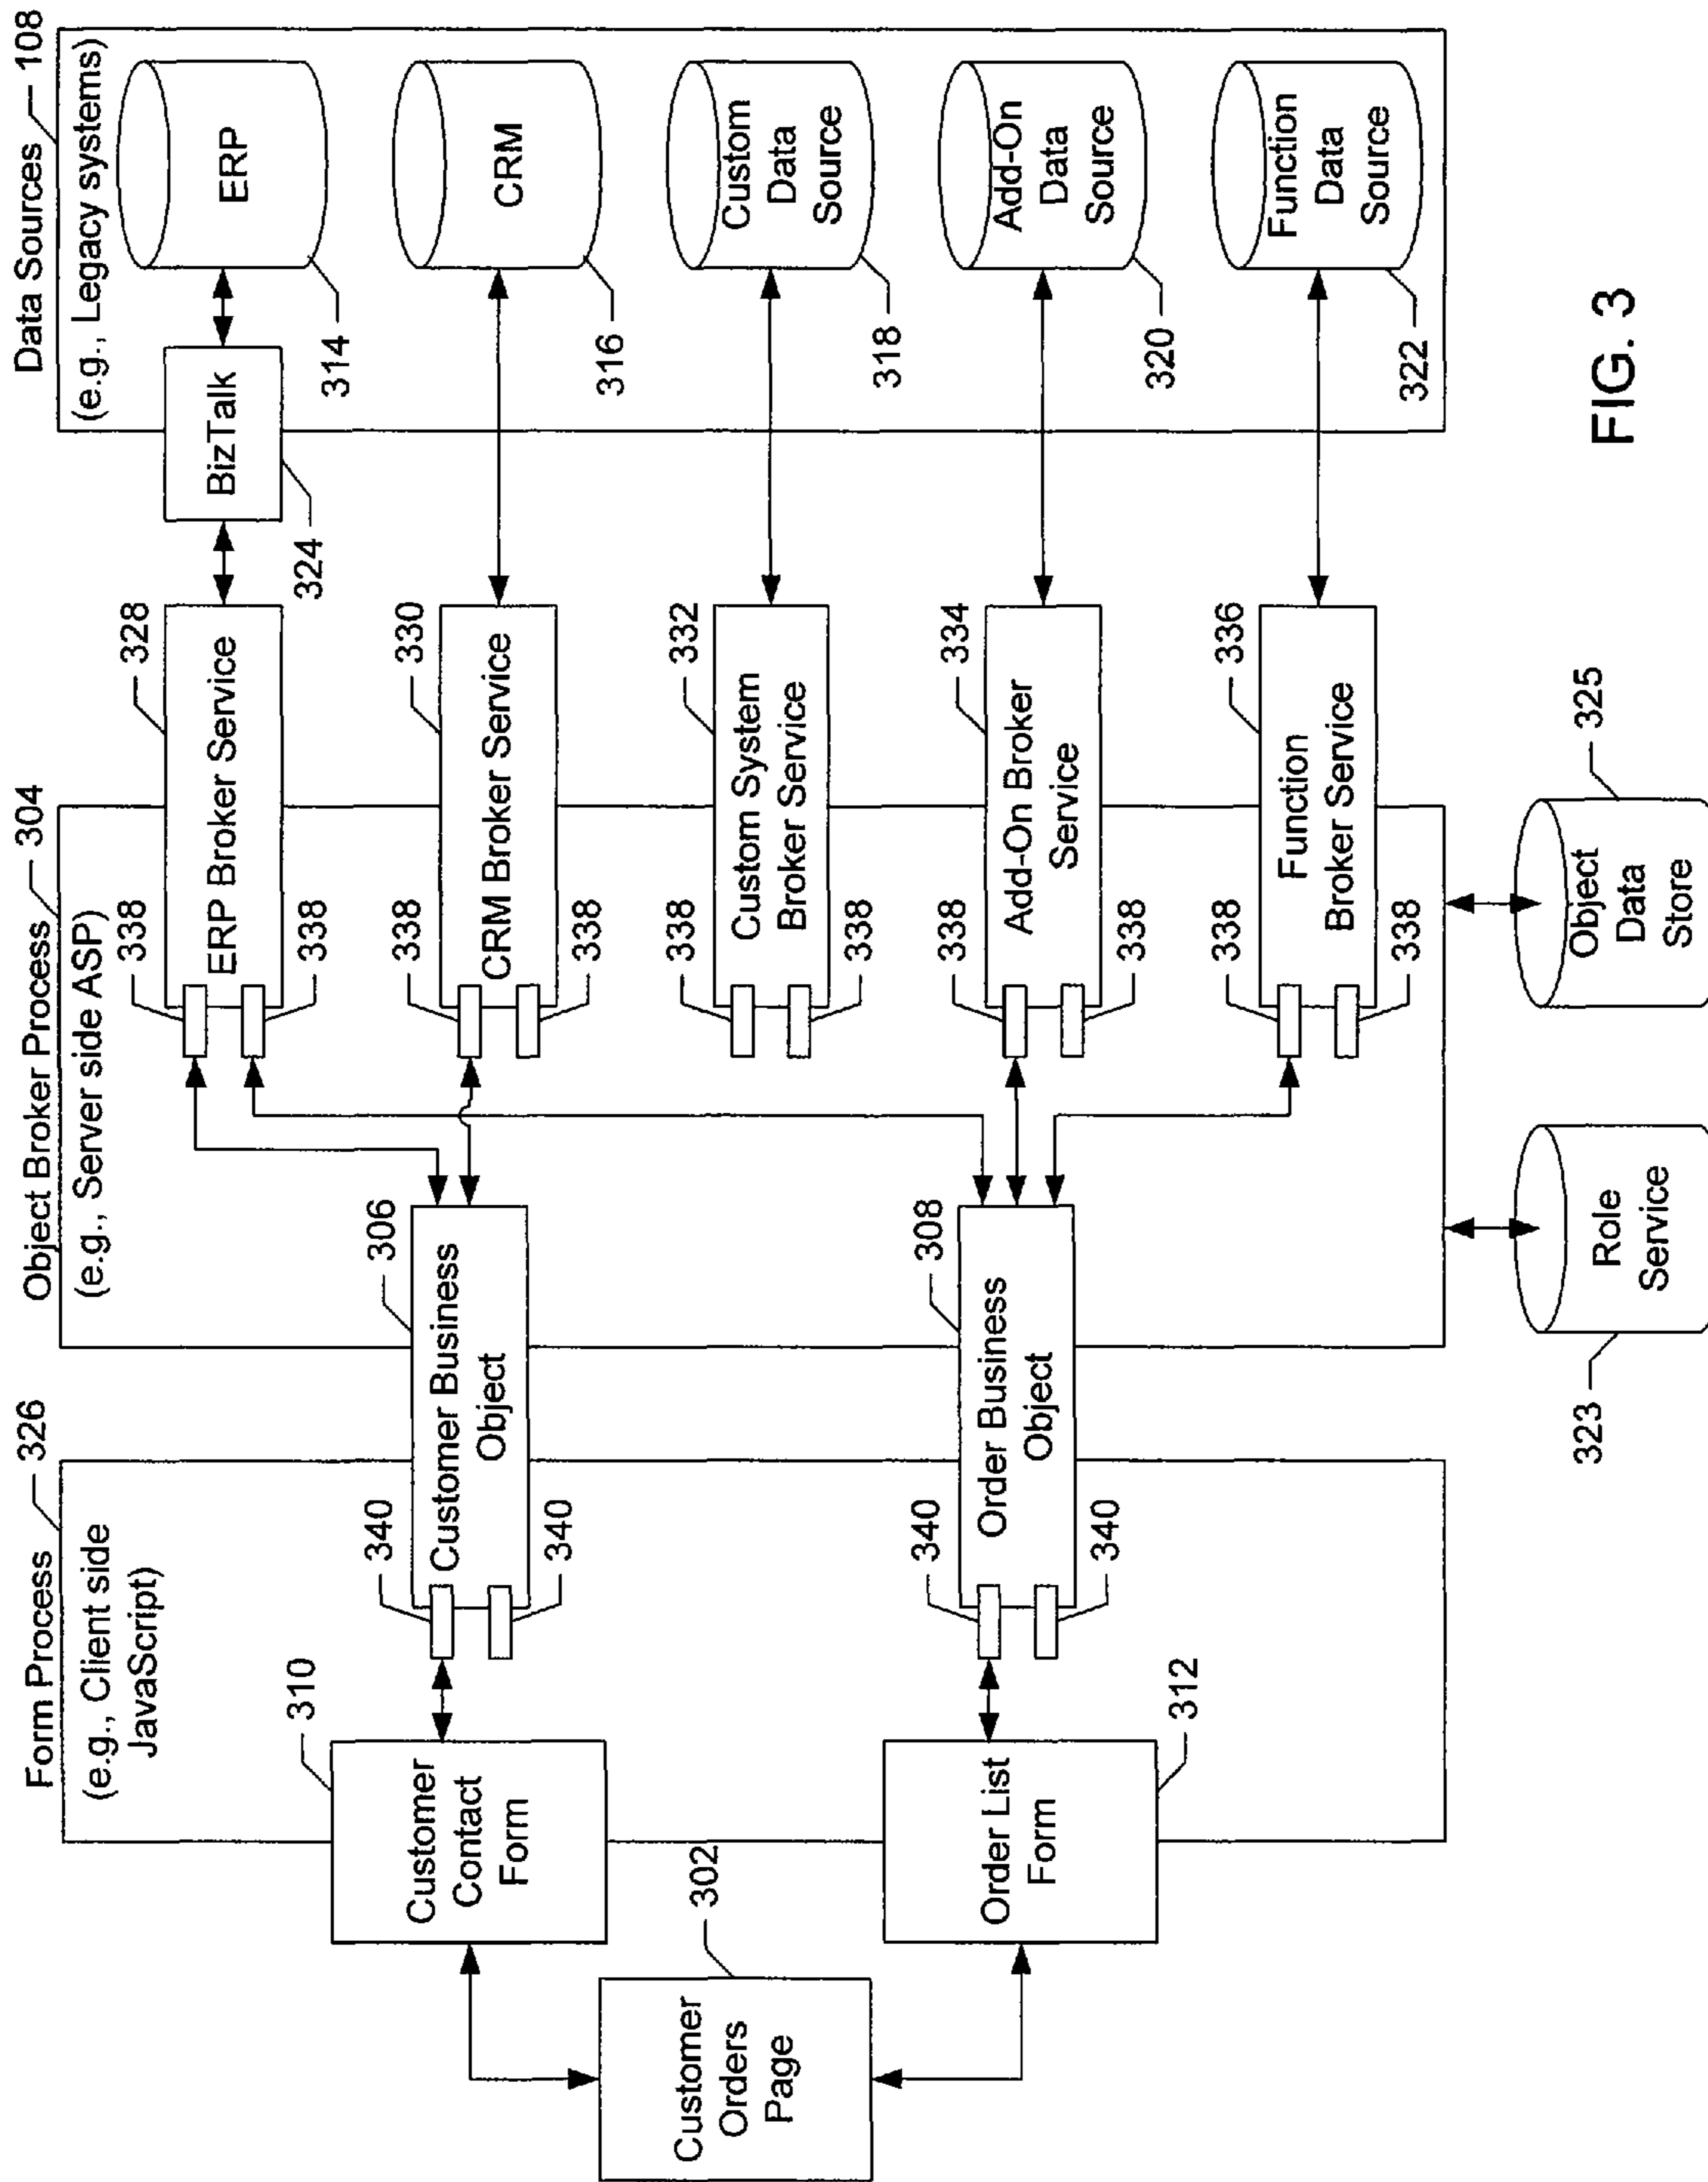 Form Process 326
(e.g., Client side
JavaScript)
Object Broker Process 304
(e.g., Server side ASP)
Data Sources 108
(e.g., Legacy systems)
Customer
Orders
Page
302
Customer
Contact
Form
310
Order List
Form
312
340
340
Customer Business
Object
306
340
340
Order Business
Object
308
338
338
ERP Broker Service
328
338
338
CRM Broker Service
330
338
338
Custom System
Broker Service
332
338
338
Add-On Broker
Service
334
338
338
Function
Broker Service
336
BizTalk
324
ERP
314
CRM
316
Custom
Data
Source
318
Add-On
Data
Source
320
Function
Data
Source
322
Role
Service
323
Object
Data
Store
325
FIG. 3